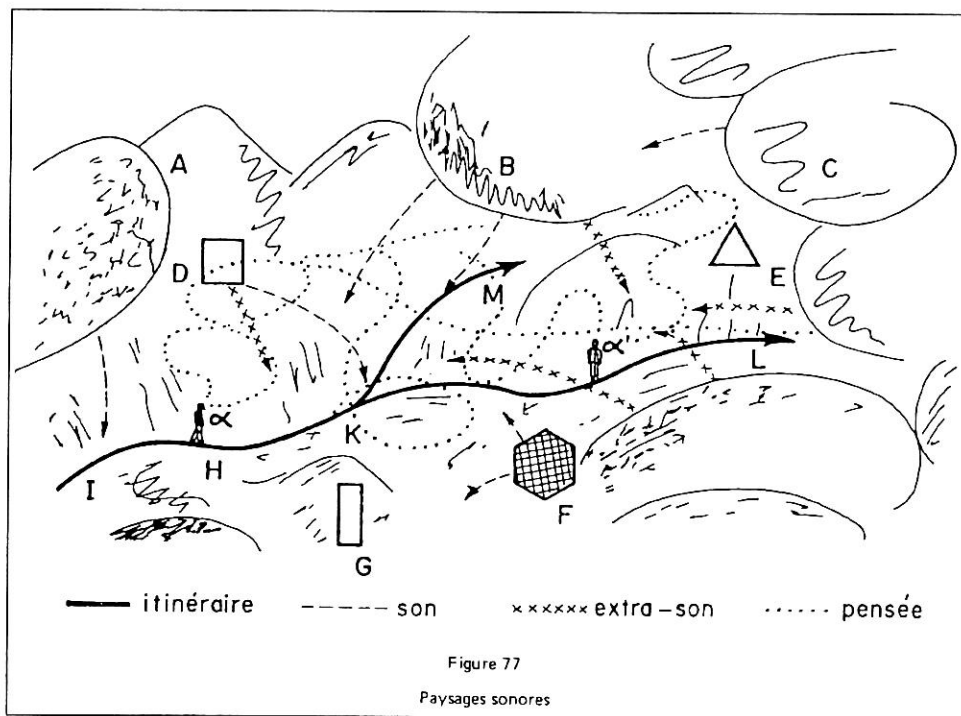 A
B
C
D
E
M
α
α
L
K
I
H
I
F
G
itinéraire
son
extra-son
pensée
Figure 77
Paysages sonores